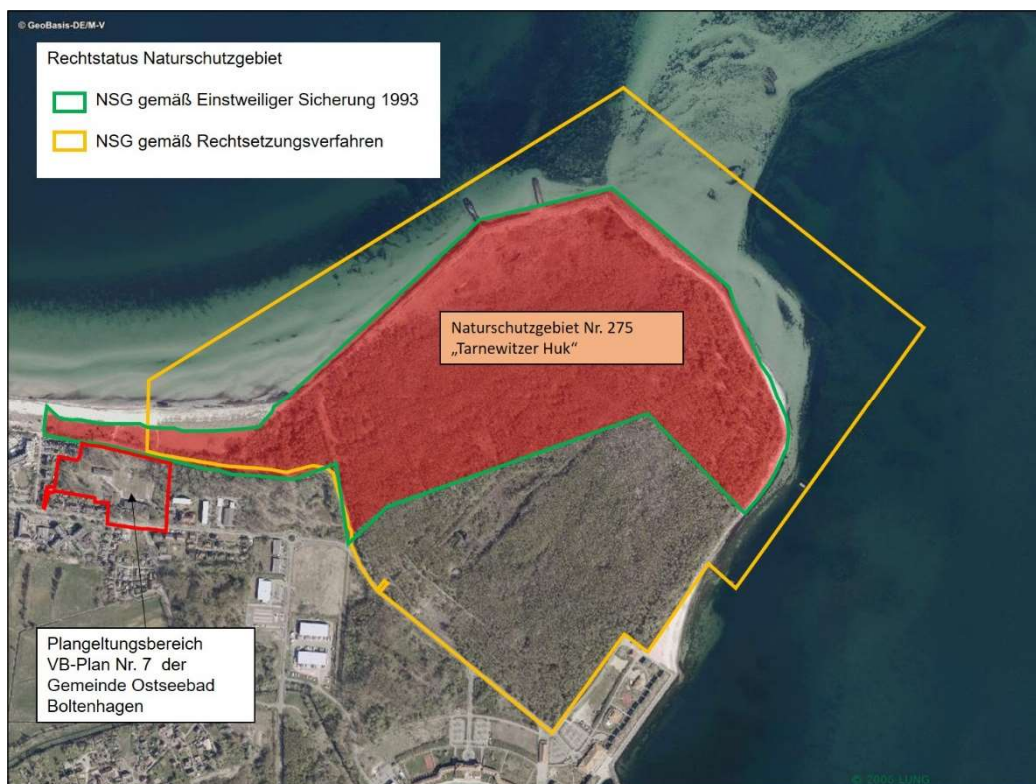 © GeoBasis-DE/M-V
Rechtstatus Naturschutzgebiet
NSG gemäß Einstweiliger Sicherung 1993
NSG gemäß Rechtsetzungsverfahren
Naturschutzgebiet Nr. 275
„Tarnewitzer Huk“
Plangeltungsbereich
VB-Plan Nr. 7 der
Gemeinde Ostseebad
Boltenhagen
© 2006 LUNG